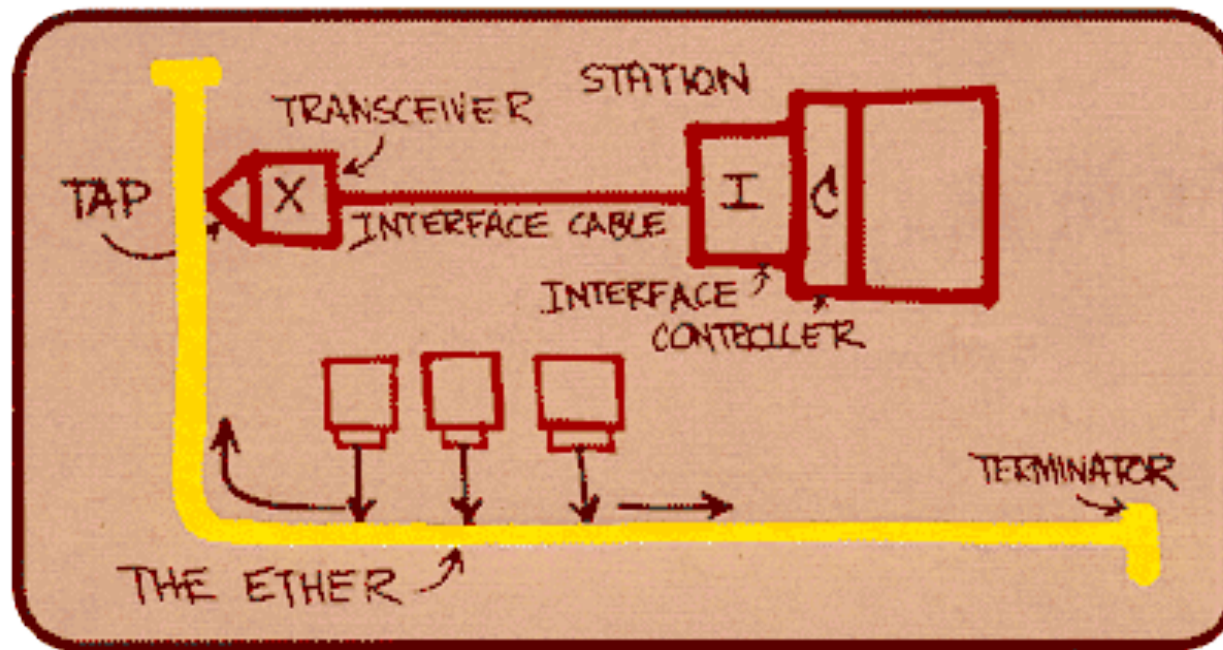 STATION
TRANSCEIVER
TAP
X
I
C
INTERFACE CABLE
INTERFACE
CONTROLLER
TERMINATOR
THE ETHER